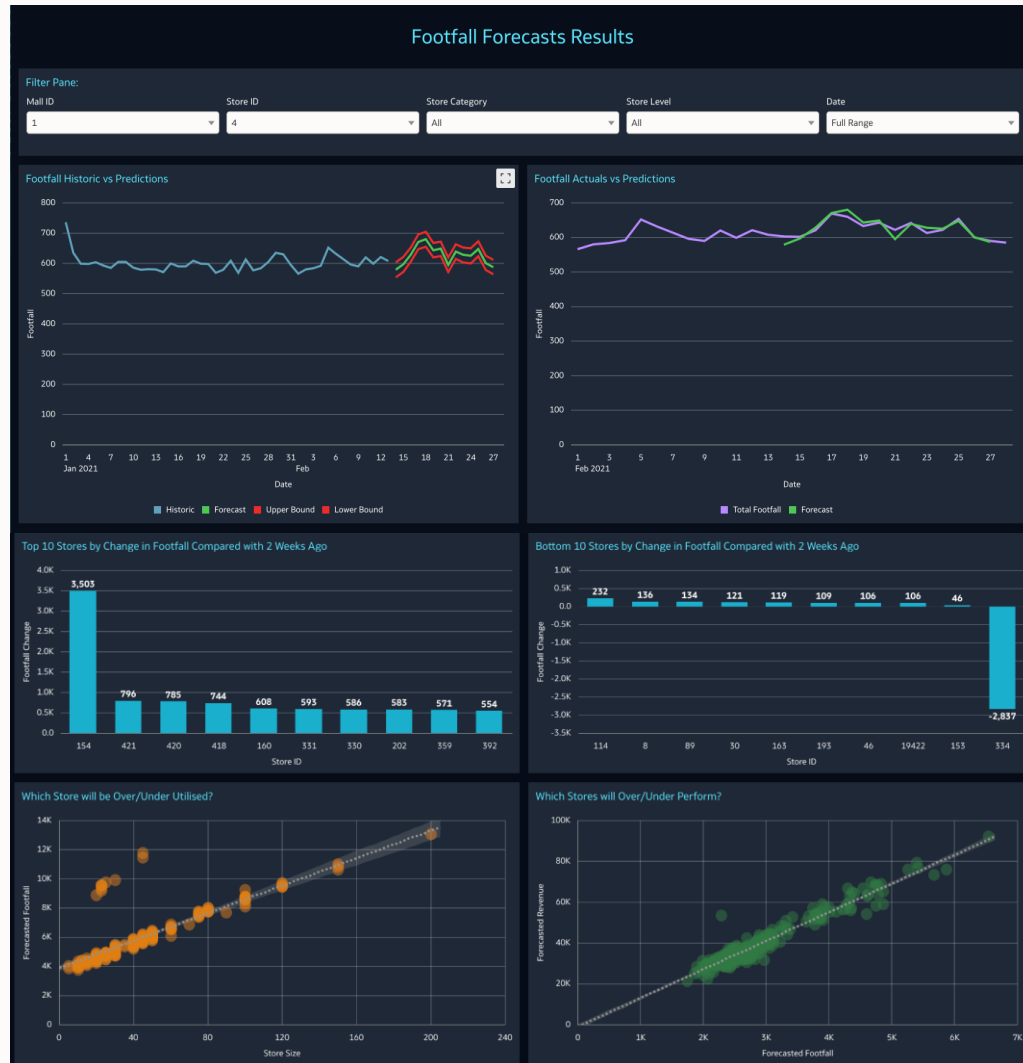 Footfall Forecasts Results
Filter Pane:
Mall ID Store ID Store Category Store Level Date
1 4 All All Full Range
Footfall Historic vs Predictions
800
700
600
500
400
300
200
100
0
Footfall
1 4 7 10 13 16 19 22 25 28 31 3 6 9 12 15 18 21 24 27
Jan 2021 Feb
Date
Historic Forecast Upper Bound Lower Bound
Footfall Actuals vs Predictions
700
600
500
400
300
200
100
0
Footfall
1 3 5 7 9 11 13 15 17 19 21 23 25 27
Feb 2021
Date
Total Footfall Forecast
Top 10 Stores by Change in Footfall Compared with 2 Weeks Ago
4.0K
3.5K
3.0K
2.5K
2.0K
1.5K
1.0K
0.5K
0.0
Footfall Change
3,503 796 785 744 608 593 586 583 571 554
154 421 420 418 160 331 330 202 359 392
Store ID
Bottom 10 Stores by Change in Footfall Compared with 2 Weeks Ago
1.0K
0.5K
0.0
-0.5K
-1.0K
-1.5K
-2.0K
-2.5K
-3.0K
-3.5K
Footfall Change
232 136 134 121 119 109 106 106 46 -2,837
114 8 89 30 163 193 46 19422 153 334
Store ID
Which Store will be Over/Under Utilised?
14K
12K
10K
8K
6K
4K
2K
0
Forecasted Footfall
0 40 80 120 160 200 240
Store Size
Which Stores will Over/Under Perform?
100K
80K
60K
40K
20K
0
Forecasted Revenue
0 1K 2K 3K 4K 5K 6K 7K
Forecasted Footfall